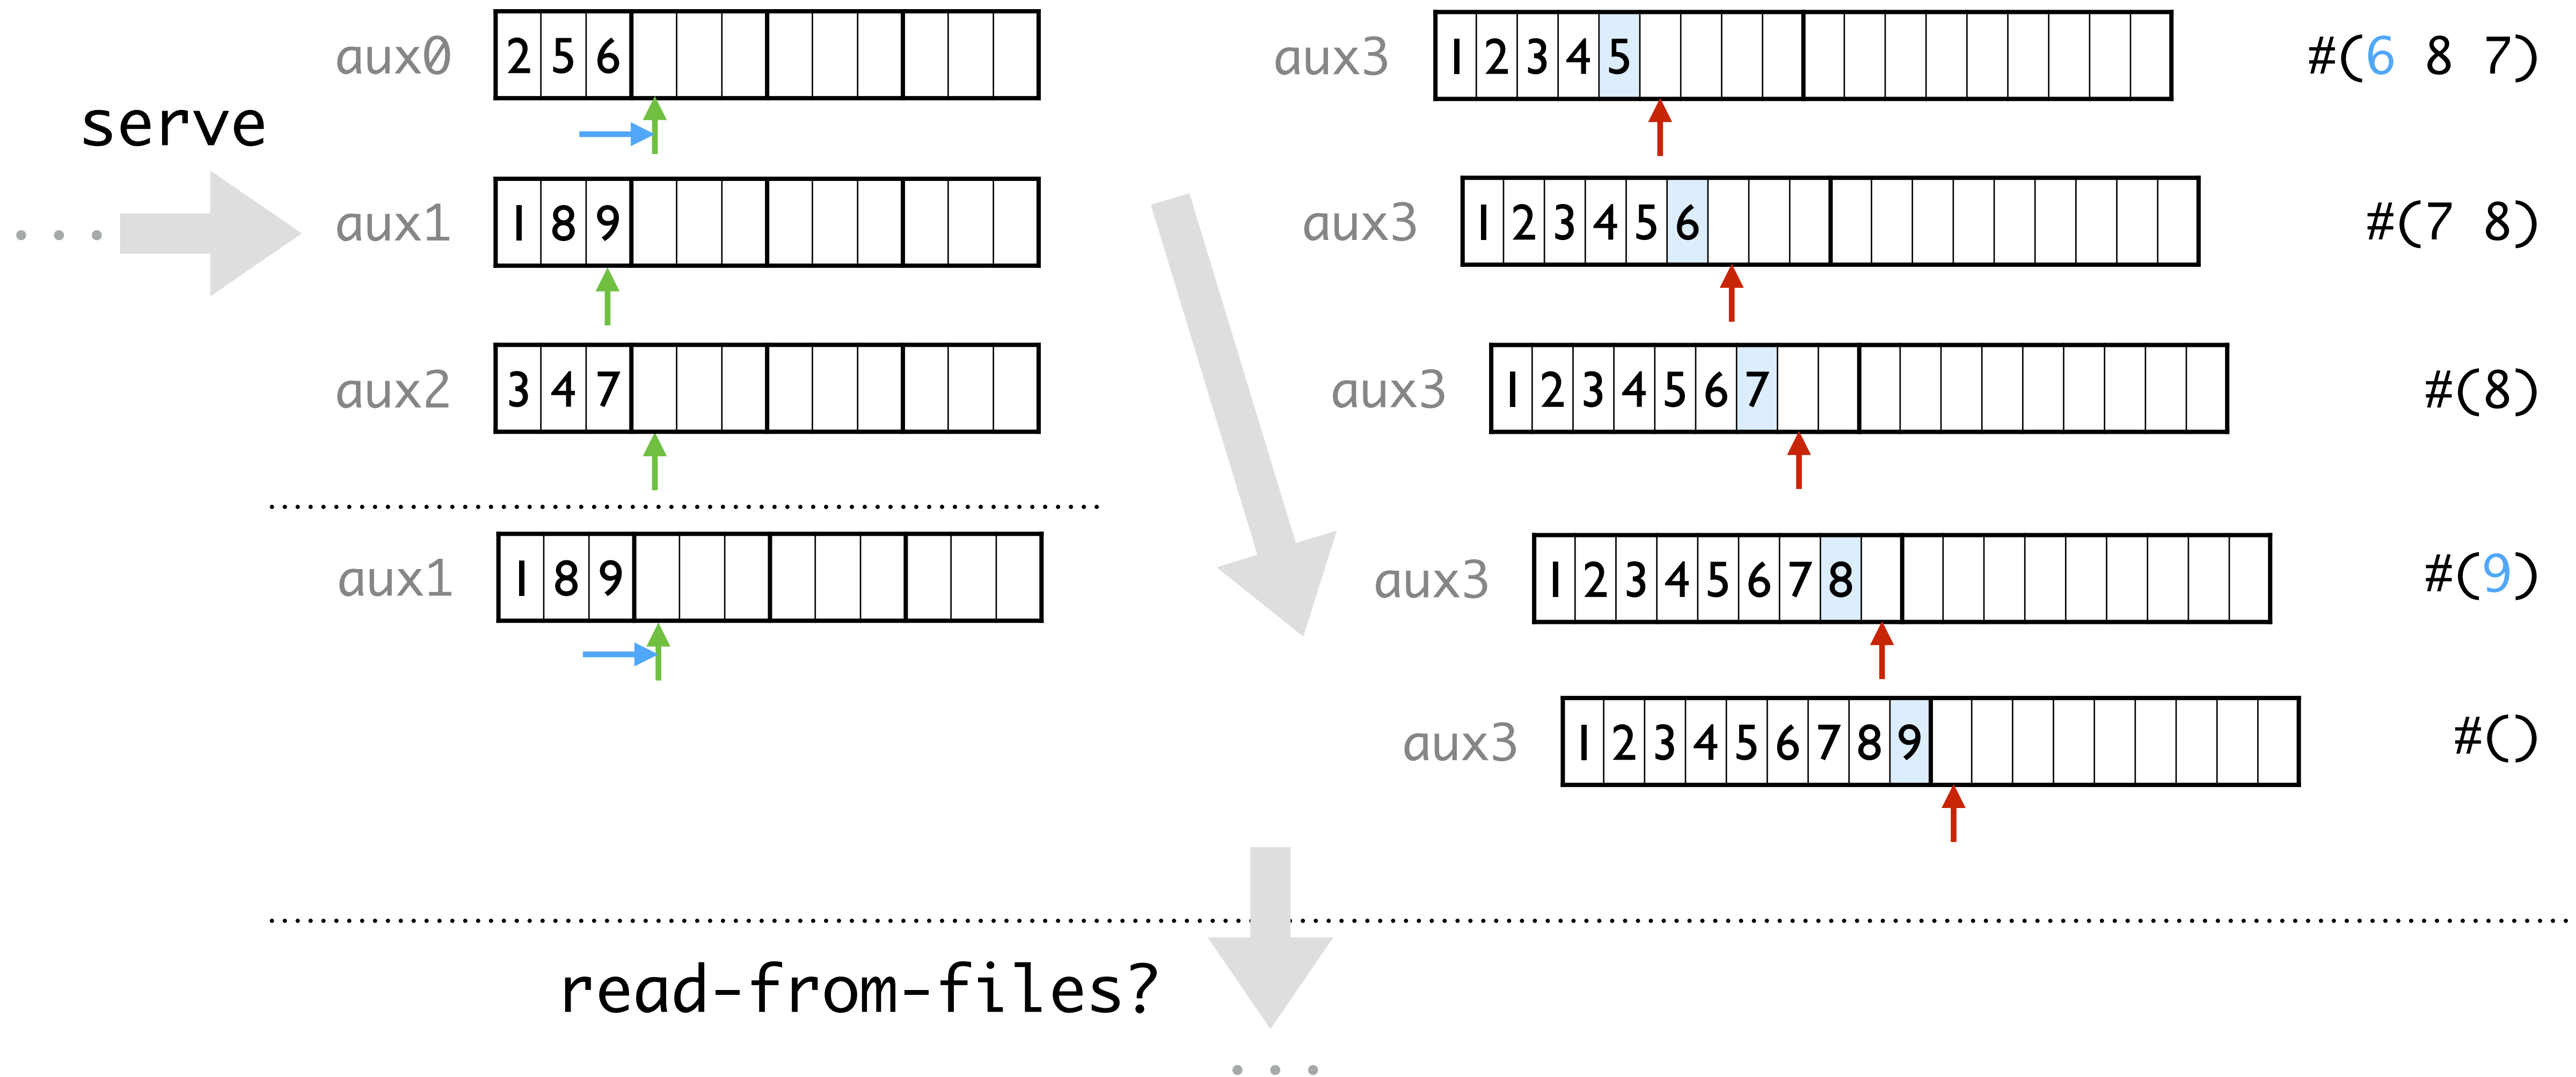 serve
. . .
aux0 2 5 6
aux1 1 8 9
aux2 3 4 7
aux1 1 8 9
aux3 1 2 3 4 5 #(6 8 7)
aux3 1 2 3 4 5 6 #(7 8)
aux3 1 2 3 4 5 6 7 #(8)
aux3 1 2 3 4 5 6 7 8 #(9)
aux3 1 2 3 4 5 6 7 8 9 #()
read-from-files?
. . .